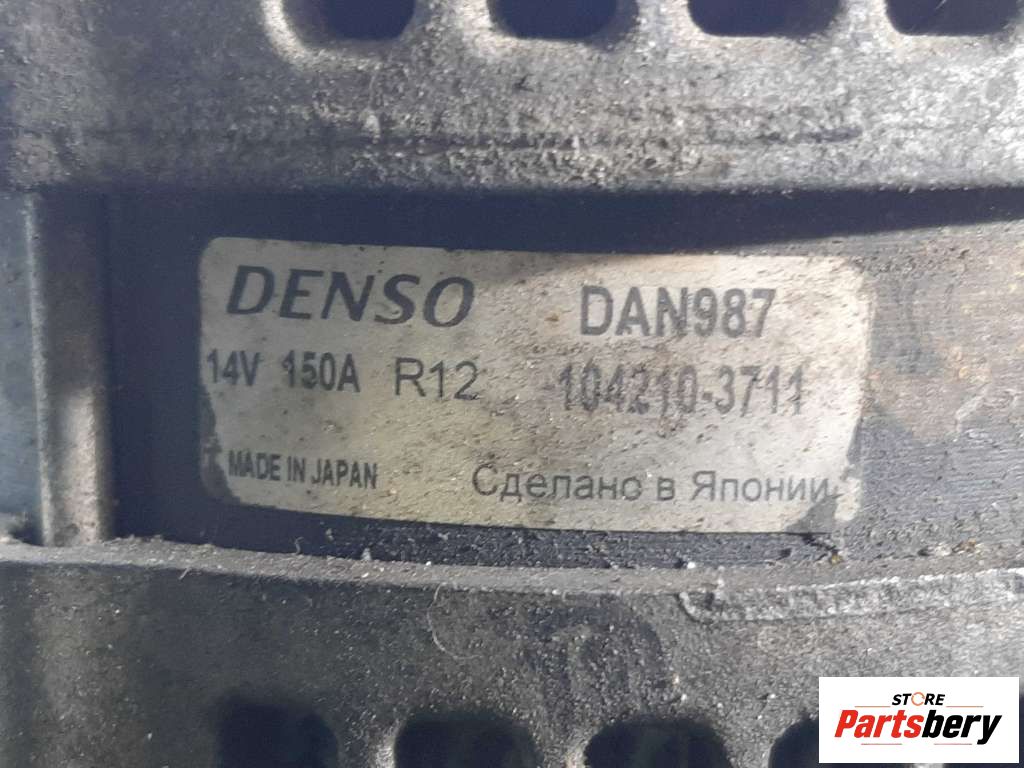 DENSO DAN987
14V 150A R12 104210-3711
MADE IN JAPAN Сделано в Японии
STORE
Partsbery